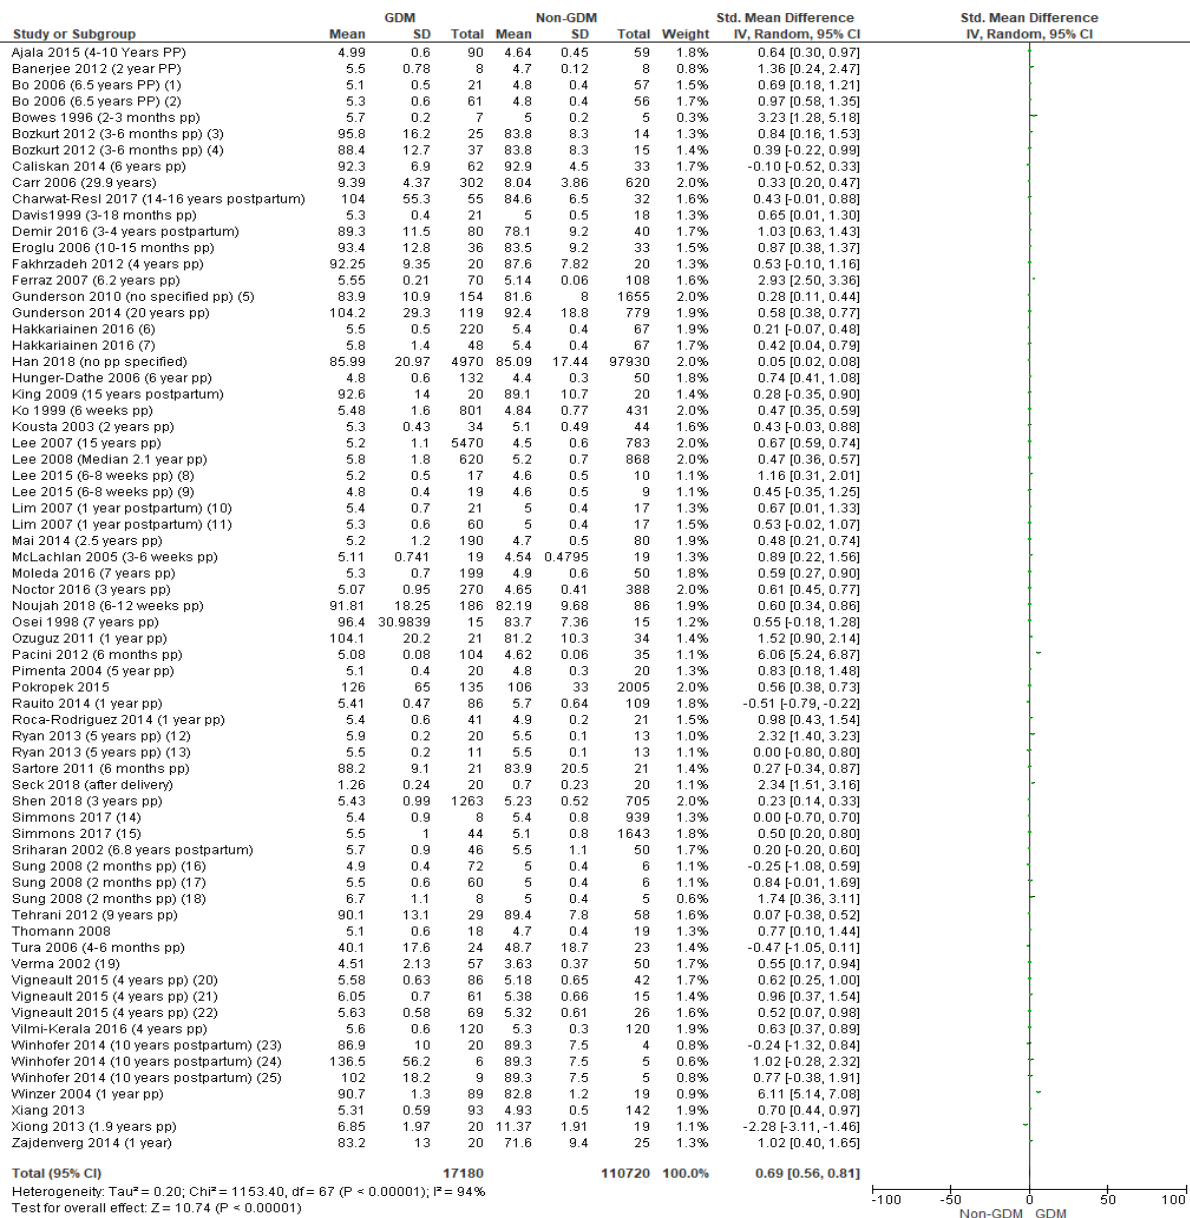 GDM Non-GDM Std. Mean Difference Std. Mean Difference
Study or Subgroup Mean SD Total Mean SD Total Weight IV, Random, 95% CI IV, Random, 95% CI
Ajala 2015 (4-10 Years PP) 4.99 0.6 90 4.64 0.45 59 1.8% 0.64 [0.30, 0.97]
Banerjee 2012 (2 year PP) 5.5 0.78 8 4.7 0.12 8 0.8% 1.36 [0.24, 2.47]
Bo 2006 (6.5 years PP) (1) 5.1 0.5 21 4.8 0.4 57 1.5% 0.69 [0.18, 1.21]
Bo 2006 (6.5 years PP) (2) 5.3 0.6 61 4.8 0.4 56 1.7% 0.97 [0.58, 1.35]
Bowes 1996 (2-3 months pp) 5.7 0.2 7 5 0.2 5 0.3% 3.23 [1.28, 5.18]
Bozkurt 2012 (3-6 months pp) (3) 95.8 16.2 25 83.8 8.3 14 1.3% 0.84 [0.16, 1.53]
Bozkurt 2012 (3-6 months pp) (4) 88.4 12.7 37 83.8 8.3 15 1.4% 0.39 [-0.22, 0.99]
Caliskan 2014 (6 years pp) 92.3 6.9 62 92.9 4.5 33 1.7% -0.10 [-0.52, 0.33]
Carr 2006 (29.9 years) 9.39 4.37 302 8.04 3.86 620 2.0% 0.33 [0.20, 0.47]
Charwat-Resl 2017 (14-16 years postpartum) 104 55.3 55 84.6 6.5 32 1.6% 0.43 [-0.01, 0.88]
Davis1999 (3-18 months pp) 5.3 0.4 21 5 0.5 18 1.4% 0.65 [0.01, 1.30]
Demir 2016 (3-4 years postpartum) 89.3 11.5 80 78.1 9.2 40 1.7% 1.03 [0.63, 1.43]
Eroglu 2006 (10-15 months pp) 93.4 12.8 36 83.5 9.2 33 1.5% 0.87 [0.38, 1.37]
Fakhrzadeh 2012 (4 years pp) 92.25 9.35 20 87.6 7.82 20 1.4% 0.53 [-0.10, 1.16]
Ferraz 2007 (6.2 years pp) 5.55 0.21 70 5.14 0.06 108 1.6% 2.93 [2.50, 3.36]
Gunderson 2010 (no specified pp) (5) 83.9 10.9 154 81.6 8 1655 2.0% 0.28 [0.11, 0.44]
Gunderson 2014 (20 years pp) 104.2 29.3 119 92.4 18.8 779 2.0% 0.58 [0.38, 0.77]
Hakkariainen 2016 (6) 5.5 0.5 220 5.4 0.4 67 1.9% 0.21 [-0.07, 0.48]
Hakkariainen 2016 (7) 5.8 1.4 48 5.4 0.4 67 1.7% 0.42 [0.04, 0.79]
Han 2018 (no pp specified) 85.99 20.97 4970 85.09 17.44 97930 2.0% 0.05 [0.02, 0.08]
Hunger-Dathe 2006 (6 year pp) 4.8 0.6 132 4.4 0.3 50 1.8% 0.74 [0.41, 1.08]
King 2009 (15 years postpartum) 92.6 14 20 89.1 10.7 20 1.4% 0.28 [-0.35, 0.90]
Ko 1999 (6 weeks pp) 5.48 1.6 801 4.84 0.77 431 2.0% 0.47 [0.35, 0.59]
Kousta 2003 (2 years pp) 5.3 0.43 34 5.1 0.49 44 1.6% 0.43 [-0.03, 0.88]
Lee 2007 (15 years pp) 5.2 1.1 5470 4.5 0.6 783 2.0% 0.67 [0.59, 0.74]
Lee 2008 (Median 2.1 year pp) 5.8 1.8 620 5.2 0.7 868 2.0% 0.47 [0.36, 0.57]
Lee 2015 (6-8 weeks pp) (8) 5.2 0.5 17 4.6 0.5 10 1.1% 1.16 [0.31, 2.01]
Lee 2015 (6-8 weeks pp) (9) 4.8 0.4 19 4.6 0.5 9 1.1% 0.45 [-0.35, 1.25]
Lim 2007 (1 year postpartum) (10) 5.4 0.7 21 5 0.4 17 1.3% 0.67 [0.01, 1.33]
Lim 2007 (1 year postpartum) (11) 5.3 0.6 60 5 0.4 17 1.5% 0.53 [-0.02, 1.07]
Mai 2014 (2.5 years pp) 5.2 1.2 190 4.7 0.5 80 1.9% 0.48 [0.21, 0.74]
McLachlan 2005 (3-6 weeks pp) 5.11 0.741 19 4.54 0.4795 19 1.3% 0.89 [0.22, 1.56]
Moleda 2016 (7 years pp) 5.3 0.7 199 4.9 0.6 50 1.8% 0.59 [0.27, 0.90]
Noctor 2016 (3 years pp) 5.07 0.95 270 4.65 0.41 388 2.0% 0.61 [0.45, 0.77]
Noujah 2018 (6-12 weeks pp) 91.81 18.25 186 82.19 9.68 86 1.9% 0.60 [0.34, 0.86]
Osei 1998 (7 years pp) 96.4 30.9839 15 83.7 7.36 15 1.2% 0.55 [-0.18, 1.28]
Ozuguz 2011 (1 year pp) 104.1 20.2 21 81.2 10.3 34 1.4% 1.52 [0.90, 2.14]
Pacini 2012 (6 months pp) 5.08 0.08 104 4.62 0.06 35 1.1% 6.06 [5.24, 6.87]
Pimenta 2004 (5 year pp) 5.1 0.4 20 4.8 0.3 20 1.4% 0.83 [0.18, 1.48]
Pokropek 2015 126 65 135 106 33 2005 2.0% 0.56 [0.38, 0.73]
Rauito 2014 (1 year pp) 5.41 0.47 86 5.7 0.64 109 1.8% -0.51 [-0.79, -0.22]
Roca-Rodriguez 2014 (1 year pp) 5.4 0.6 41 4.9 0.2 21 1.5% 0.98 [0.43, 1.54]
Ryan 2013 (5 years pp) (12) 5.9 0.2 20 5.5 0.1 13 1.0% 2.32 [1.40, 3.23]
Ryan 2013 (5 years pp) (13) 5.5 0.2 11 5.5 0.1 13 1.1% 0.00 [-0.80, 0.80]
Sartore 2011 (6 months pp) 88.2 9.1 21 83.9 20.5 21 1.4% 0.27 [-0.34, 0.87]
Seck 2018 (after delivery) 1.26 0.24 20 0.7 0.23 20 1.1% 2.34 [1.51, 3.16]
Shen 2018 (3 years pp) 5.43 0.99 1263 5.23 0.52 705 2.0% 0.23 [0.14, 0.33]
Simmons 2017 (14) 5.4 0.9 8 5.4 0.8 939 1.3% 0.00 [-0.70, 0.70]
Simmons 2017 (15) 5.5 1 44 5.1 0.8 1643 1.8% 0.50 [0.20, 0.80]
Sriharan 2002 (6.8 years postpartum) 5.7 0.9 46 5.5 1.1 50 1.7% 0.20 [-0.20, 0.60]
Sung 2008 (2 months pp) (16) 4.9 0.4 72 5 0.4 6 1.1% -0.25 [-1.08, 0.59]
Sung 2008 (2 months pp) (17) 5.5 0.6 60 5 0.4 6 1.1% 0.84 [-0.01, 1.69]
Sung 2008 (2 months pp) (18) 6.7 1.1 8 5 0.4 5 0.6% 1.74 [0.36, 3.11]
Tehrani 2012 (9 years pp) 90.1 13.1 29 89.4 7.8 58 1.6% 0.07 [-0.38, 0.52]
Thomann 2008 5.1 0.6 18 4.7 0.4 19 1.3% 0.77 [0.10, 1.44]
Tura 2006 (4-6 months pp) 40.1 17.6 24 48.7 18.7 23 1.4% -0.47 [-1.05, 0.11]
Verma 2002 (19) 4.51 2.13 57 3.63 0.37 50 1.7% 0.55 [0.17, 0.94]
Vigneault 2015 (4 years pp) (20) 5.58 0.63 86 5.18 0.65 42 1.7% 0.62 [0.25, 1.00]
Vigneault 2015 (4 years pp) (21) 6.05 0.7 61 5.38 0.66 15 1.4% 0.96 [0.37, 1.54]
Vigneault 2015 (4 years pp) (22) 5.63 0.58 69 5.32 0.61 26 1.6% 0.52 [0.07, 0.98]
Vilmi-Kerala 2016 (4 years pp) 5.6 0.6 120 5.3 0.3 120 1.9% 0.63 [0.37, 0.89]
Winhofer 2014 (10 years postpartum) (23) 86.9 10 20 89.3 7.5 4 0.8% -0.24 [-1.32, 0.84]
Winhofer 2014 (10 years postpartum) (24) 136.5 56.2 6 89.3 7.5 5 0.6% 1.02 [-0.28, 2.32]
Winhofer 2014 (10 years postpartum) (25) 102 18.2 9 89.3 7.5 5 0.8% 0.77 [-0.38, 1.91]
Winzer 2004 (1 year pp) 90.7 1.3 89 82.8 1.2 19 0.9% 6.11 [5.14, 7.08]
Xiang 2013 5.31 0.59 93 4.93 0.5 142 1.9% 0.70 [0.44, 0.97]
Xiong 2013 (1.9 years pp) 6.85 1.97 20 11.37 1.91 19 1.1% -2.28 [-3.11, -1.46]
Zajdenverg 2014 (1 year) 83.2 13 20 71.6 9.4 25 1.3% 1.02 [0.40, 1.65]
Total (95% CI) 17180 110720 100.0% 0.69 [0.56, 0.81]
Heterogeneity: Tau² = 0.20; Chi² = 1153.40, df = 67 (P < 0.00001); I² = 94%
Test for overall effect: Z = 10.74 (P < 0.00001)
-100 -50 0 50 100
Non-GDM GDM